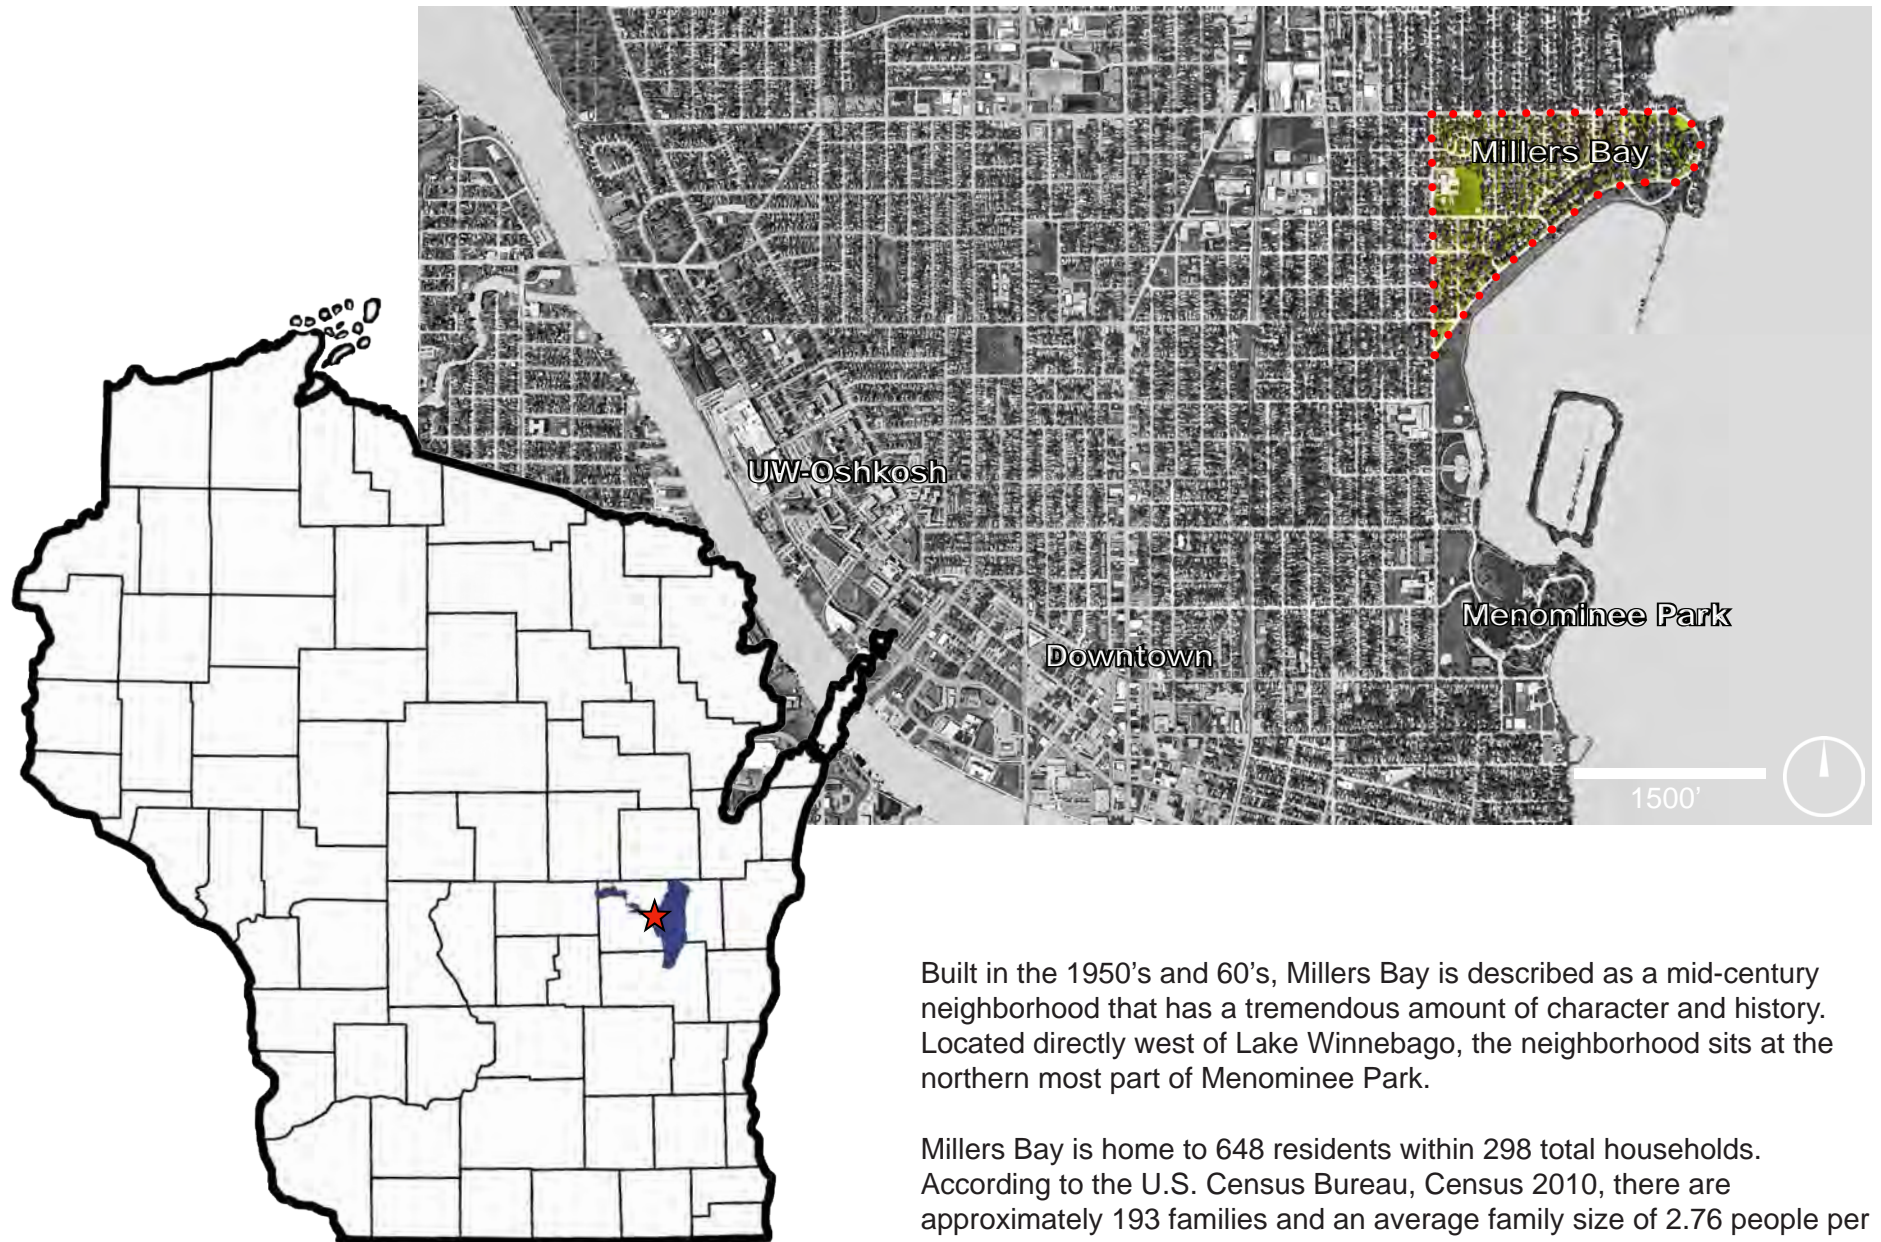 Millers Bay
UW-Oshkosh
Menominee Park
Downtown
1500’
Built in the 1950’s and 60’s, Millers Bay is described as a mid-century
neighborhood that has a tremendous amount of character and history.
Located directly west of Lake Winnebago, the neighborhood sits at the
northern most part of Menominee Park.
Millers Bay is home to 648 residents within 298 total households.
According to the U.S. Census Bureau, Census 2010, there are
approximately 193 families and an average family size of 2.76 people per